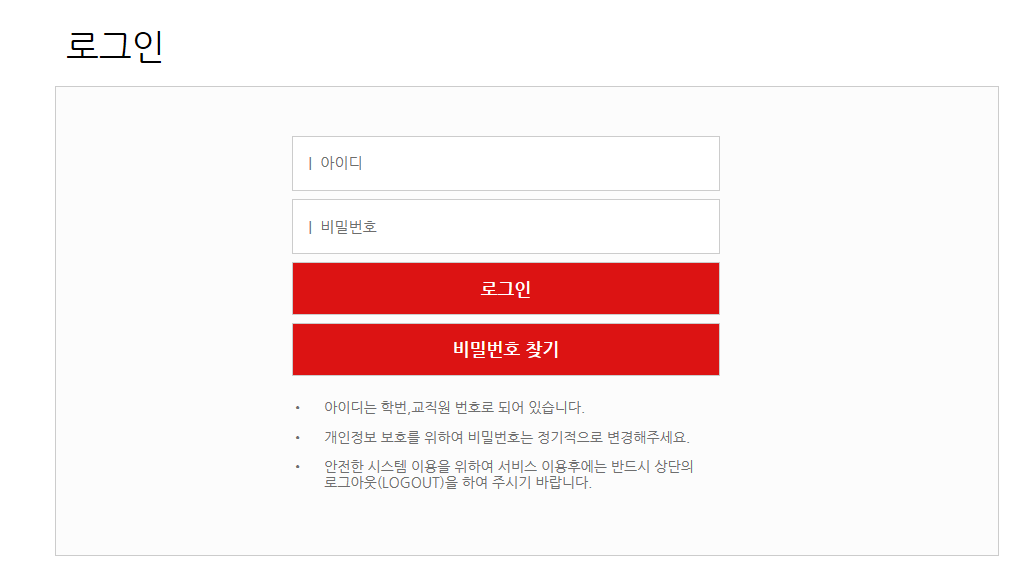 로그인
| 아이디
| 비밀번호
로그인
비밀번호 찾기
• 아이디는 학번,교직원 번호로 되어 있습니다.
• 개인정보 보호를 위하여 비밀번호는 정기적으로 변경해주세요.
• 안전한 시스템 이용을 위하여 서비스 이용후에는 반드시 상단의
로그아웃(LOGOUT)을 하여 주시기 바랍니다.